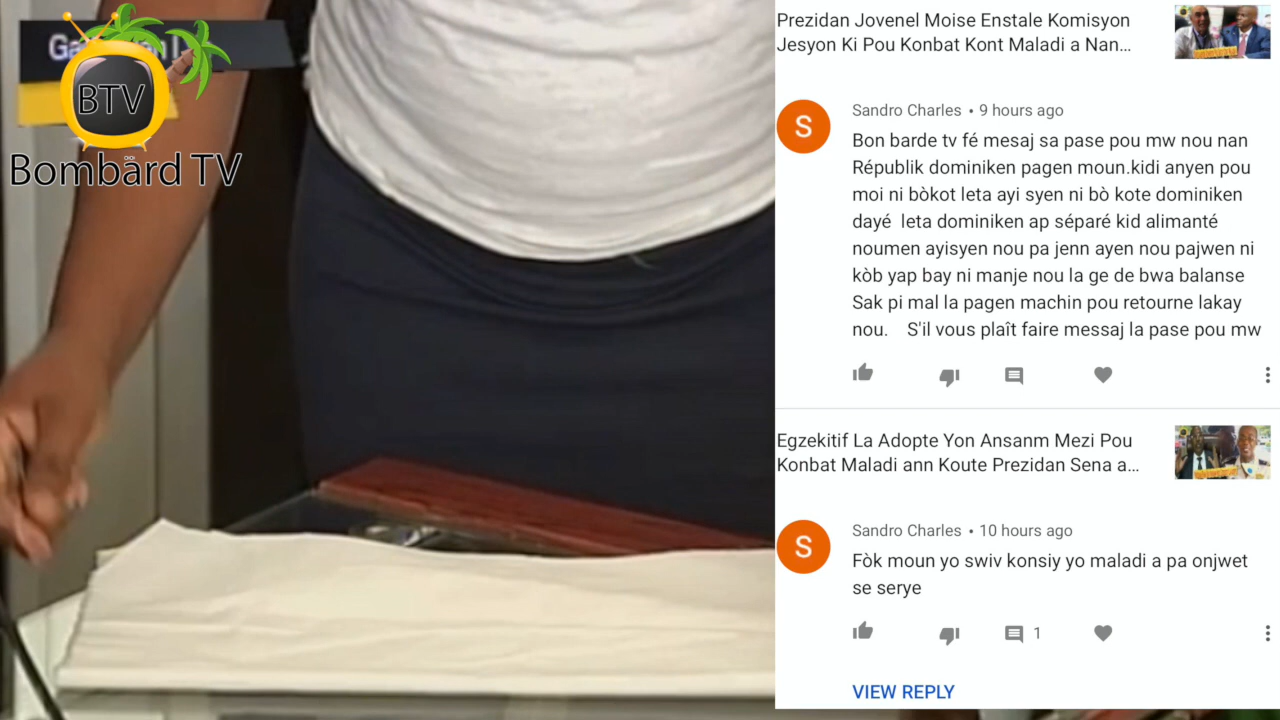 BTV
Bombärd TV
Prezidan Jovenel Moise Enstale Komisyon
Jesyon Ki Pou Konbat Kont Maladi a Nan...
S
Sandro Charles • 9 hours ago
Bon barde tv fé mesaj sa pase pou mw nou nan
Républik dominiken pagen moun.kidi anyen pou
moi ni bòkot leta ayi syen ni bò kote dominiken
dayé leta dominiken ap séparé kid alimanté
noumen ayisyen nou pa jenn ayen nou pajwen ni
kòb yap bay ni manje nou la ge de bwa balanse
Sak pi mal la pagen machin pou retourne lakay
nou. S'il vous plaît faire messaj la pase pou mw
Egzekitif La Adopte Yon Ansanm Mezi Pou
Konbat Maladi ann Koute Prezidan Sena a...
S
Sandro Charles • 10 hours ago
Fòk moun yo swiv konsiy yo maladi a pa onjwet
se serye
1
VIEW REPLY